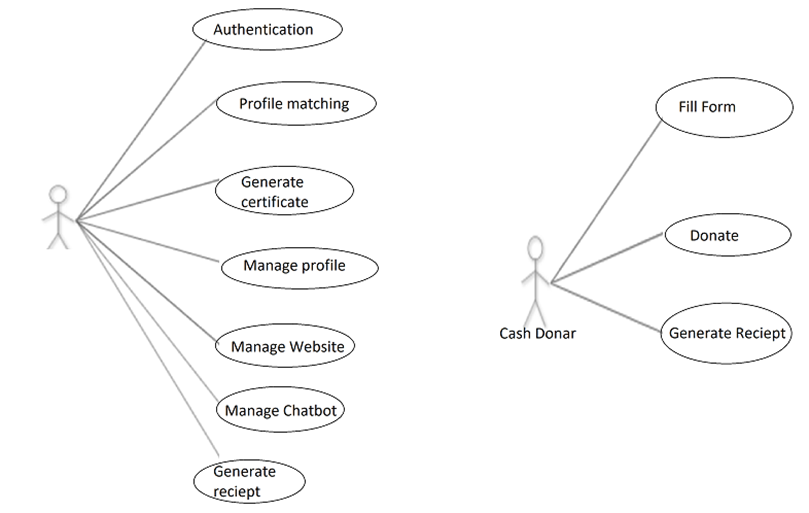 Authentication
Profile matching
Generate
certificate
Manage profile
Manage Website
Manage Chatbot
Generate
reciept
Fill Form
Donate
Generate Reciept
Cash Donar